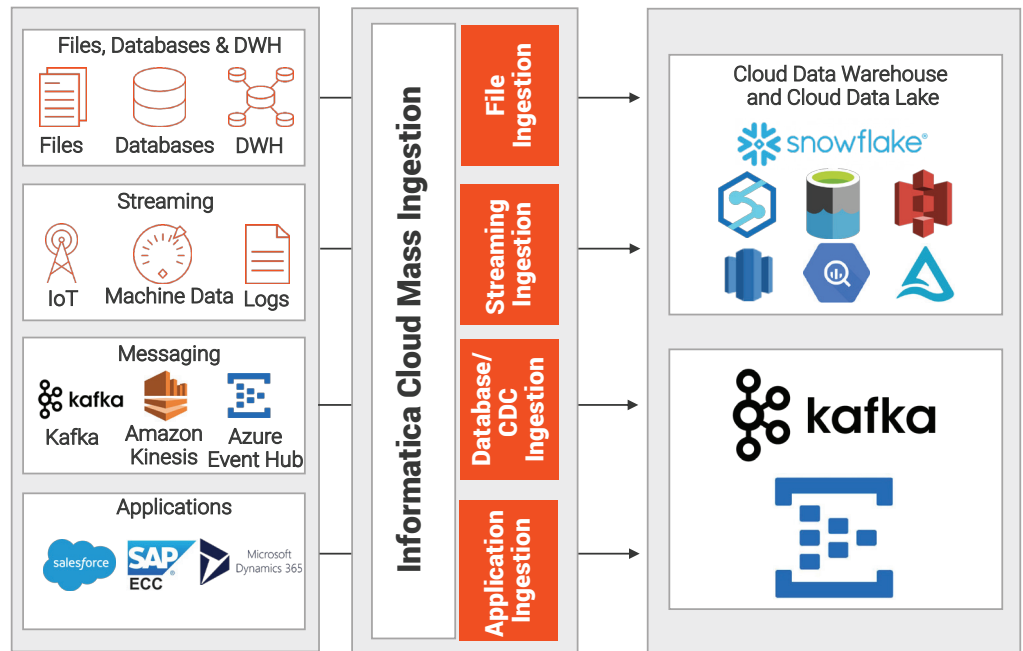 Files, Databases & DWH
Files
Databases
DWH
Streaming
IoT
Machine Data
Logs
Messaging
kafka
Kafka
Amazon
Kinesis
Azure
Event Hub
Applications
salesforce
SAP
ECC
Microsoft
Dynamics 365
Informatica Cloud Mass Ingestion
File
Ingestion
Streaming
Ingestion
Database/
CDC
Ingestion
Application
Ingestion
Cloud Data Warehouse
and Cloud Data Lake
snowflake®
kafka